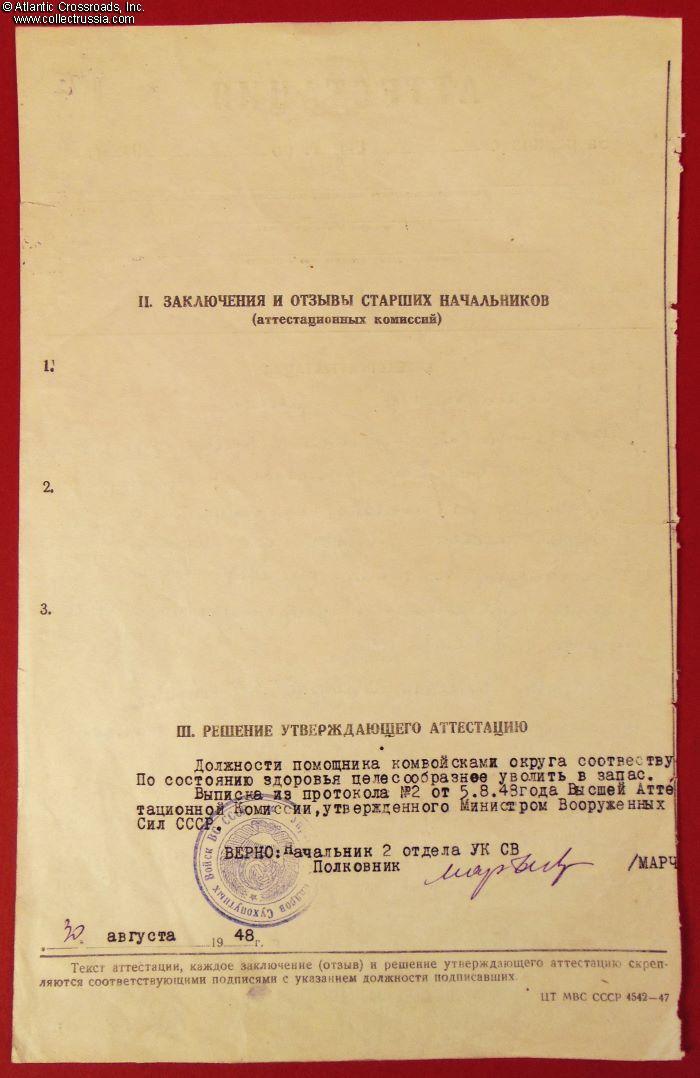 © Atlantic Crossroads, Inc.
www.collectrussia.com
АТТЕСТАЦИЯ
II. ЗАКЛЮЧЕНИЯ И ОТЗЫВЫ СТАРШИХ НАЧАЛЬНИКОВ
(аттестационных комиссий)
1.
2.
3.
III. РЕШЕНИЕ УТВЕРЖДАЮЩЕГО АТТЕСТАЦИЮ
Должности помощника комвойсками округа соотвеству
По состоянию здоровья целесообразнее уволить в запас.
Выписка из протокола №2 от 5.8.48года Высшей Атте
тационной Комиссии,утвержденного Министром Вооруженных
Сил СССР.
ВЕРНО:Начальник 2 отдела УК СВ
Полковник /МАРЧ
30 августа 1948 г.
Текст аттестации, каждое заключение (отзыв) и решение утверждающего аттестацию скреп-
ляются соответствующими подписями с указанием должности подписавших.
ЦТ МВС СССР 4542—47